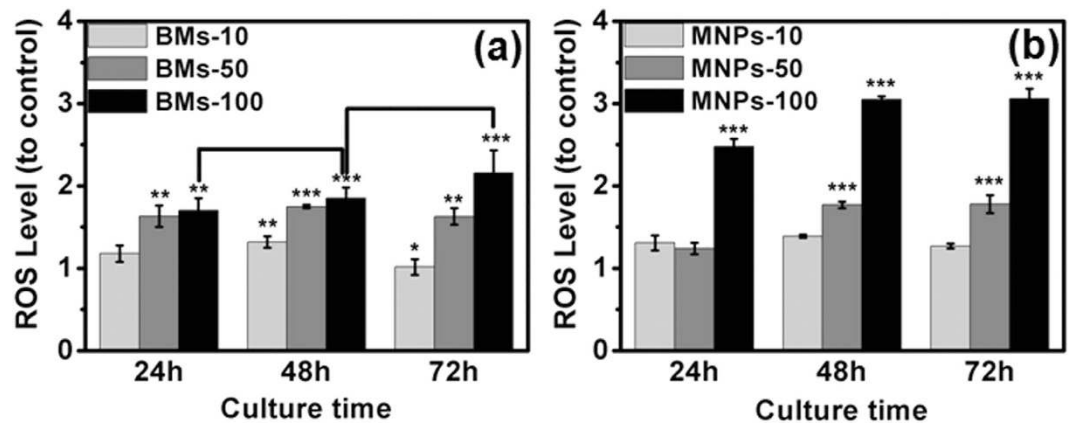 (a)
BMs-10
BMs-50
BMs-100
ROS Level (to control)
4
3
2
1
0
**
**
**
***
***
*
**
***
24h
48h
72h
Culture time
(b)
MNPs-10
MNPs-50
MNPs-100
ROS Level (to control)
4
3
2
1
0
***
***
***
***
***
24h
48h
72h
Culture time